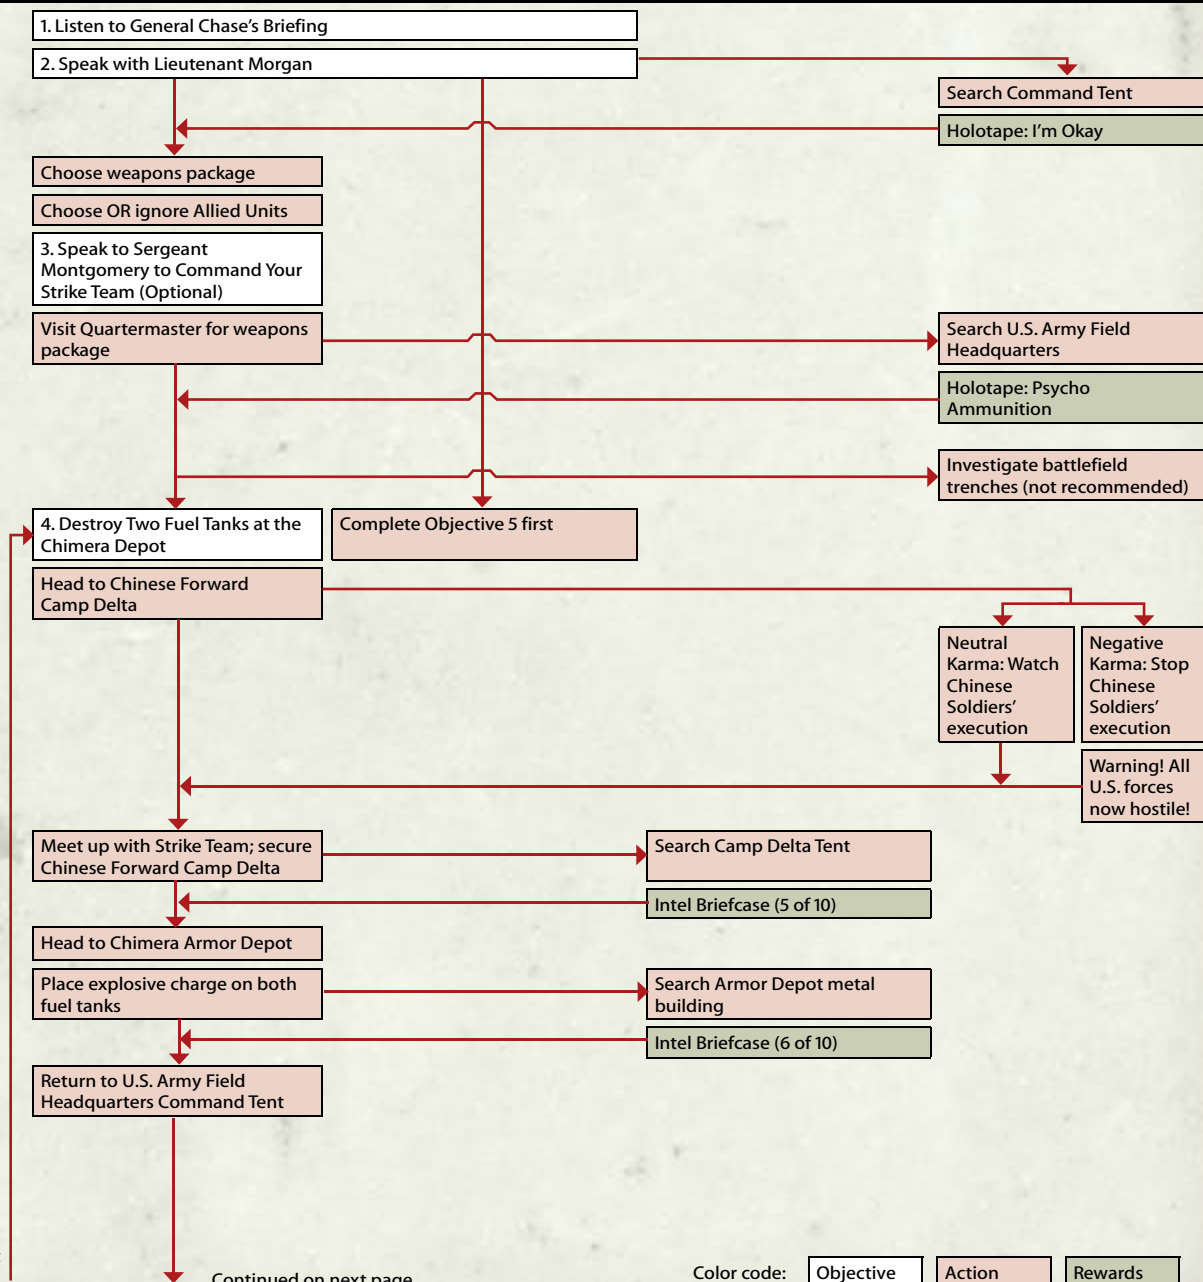 1. Listen to General Chase's Briefing
2. Speak with Lieutenant Morgan
Search Command Tent
Holotape: I'm Okay
Choose weapons package
Choose OR ignore Allied Units
3. Speak to Sergeant
Montgomery to Command Your
Strike Team (Optional)
Visit Quartermaster for weapons
package
Search U.S. Army Field
Headquarters
Holotape: Psycho
Ammunition
Investigate battlefield
trenches (not recommended)
4. Destroy Two Fuel Tanks at the
Chimera Depot
Complete Objective 5 first
Head to Chinese Forward
Camp Delta
Neutral
Karma: Watch
Chinese
Soldiers'
execution
Negative
Karma: Stop
Chinese
Soldiers'
execution
Warning! All
U.S. forces
now hostile!
Meet up with Strike Team; secure
Chinese Forward Camp Delta
Search Camp Delta Tent
Intel Briefcase (5 of 10)
Head to Chimera Armor Depot
Place explosive charge on both
fuel tanks
Search Armor Depot metal
building
Intel Briefcase (6 of 10)
Return to U.S. Army Field
Headquarters Command Tent
Continued on next page
Color code:
Objective
Action
Rewards